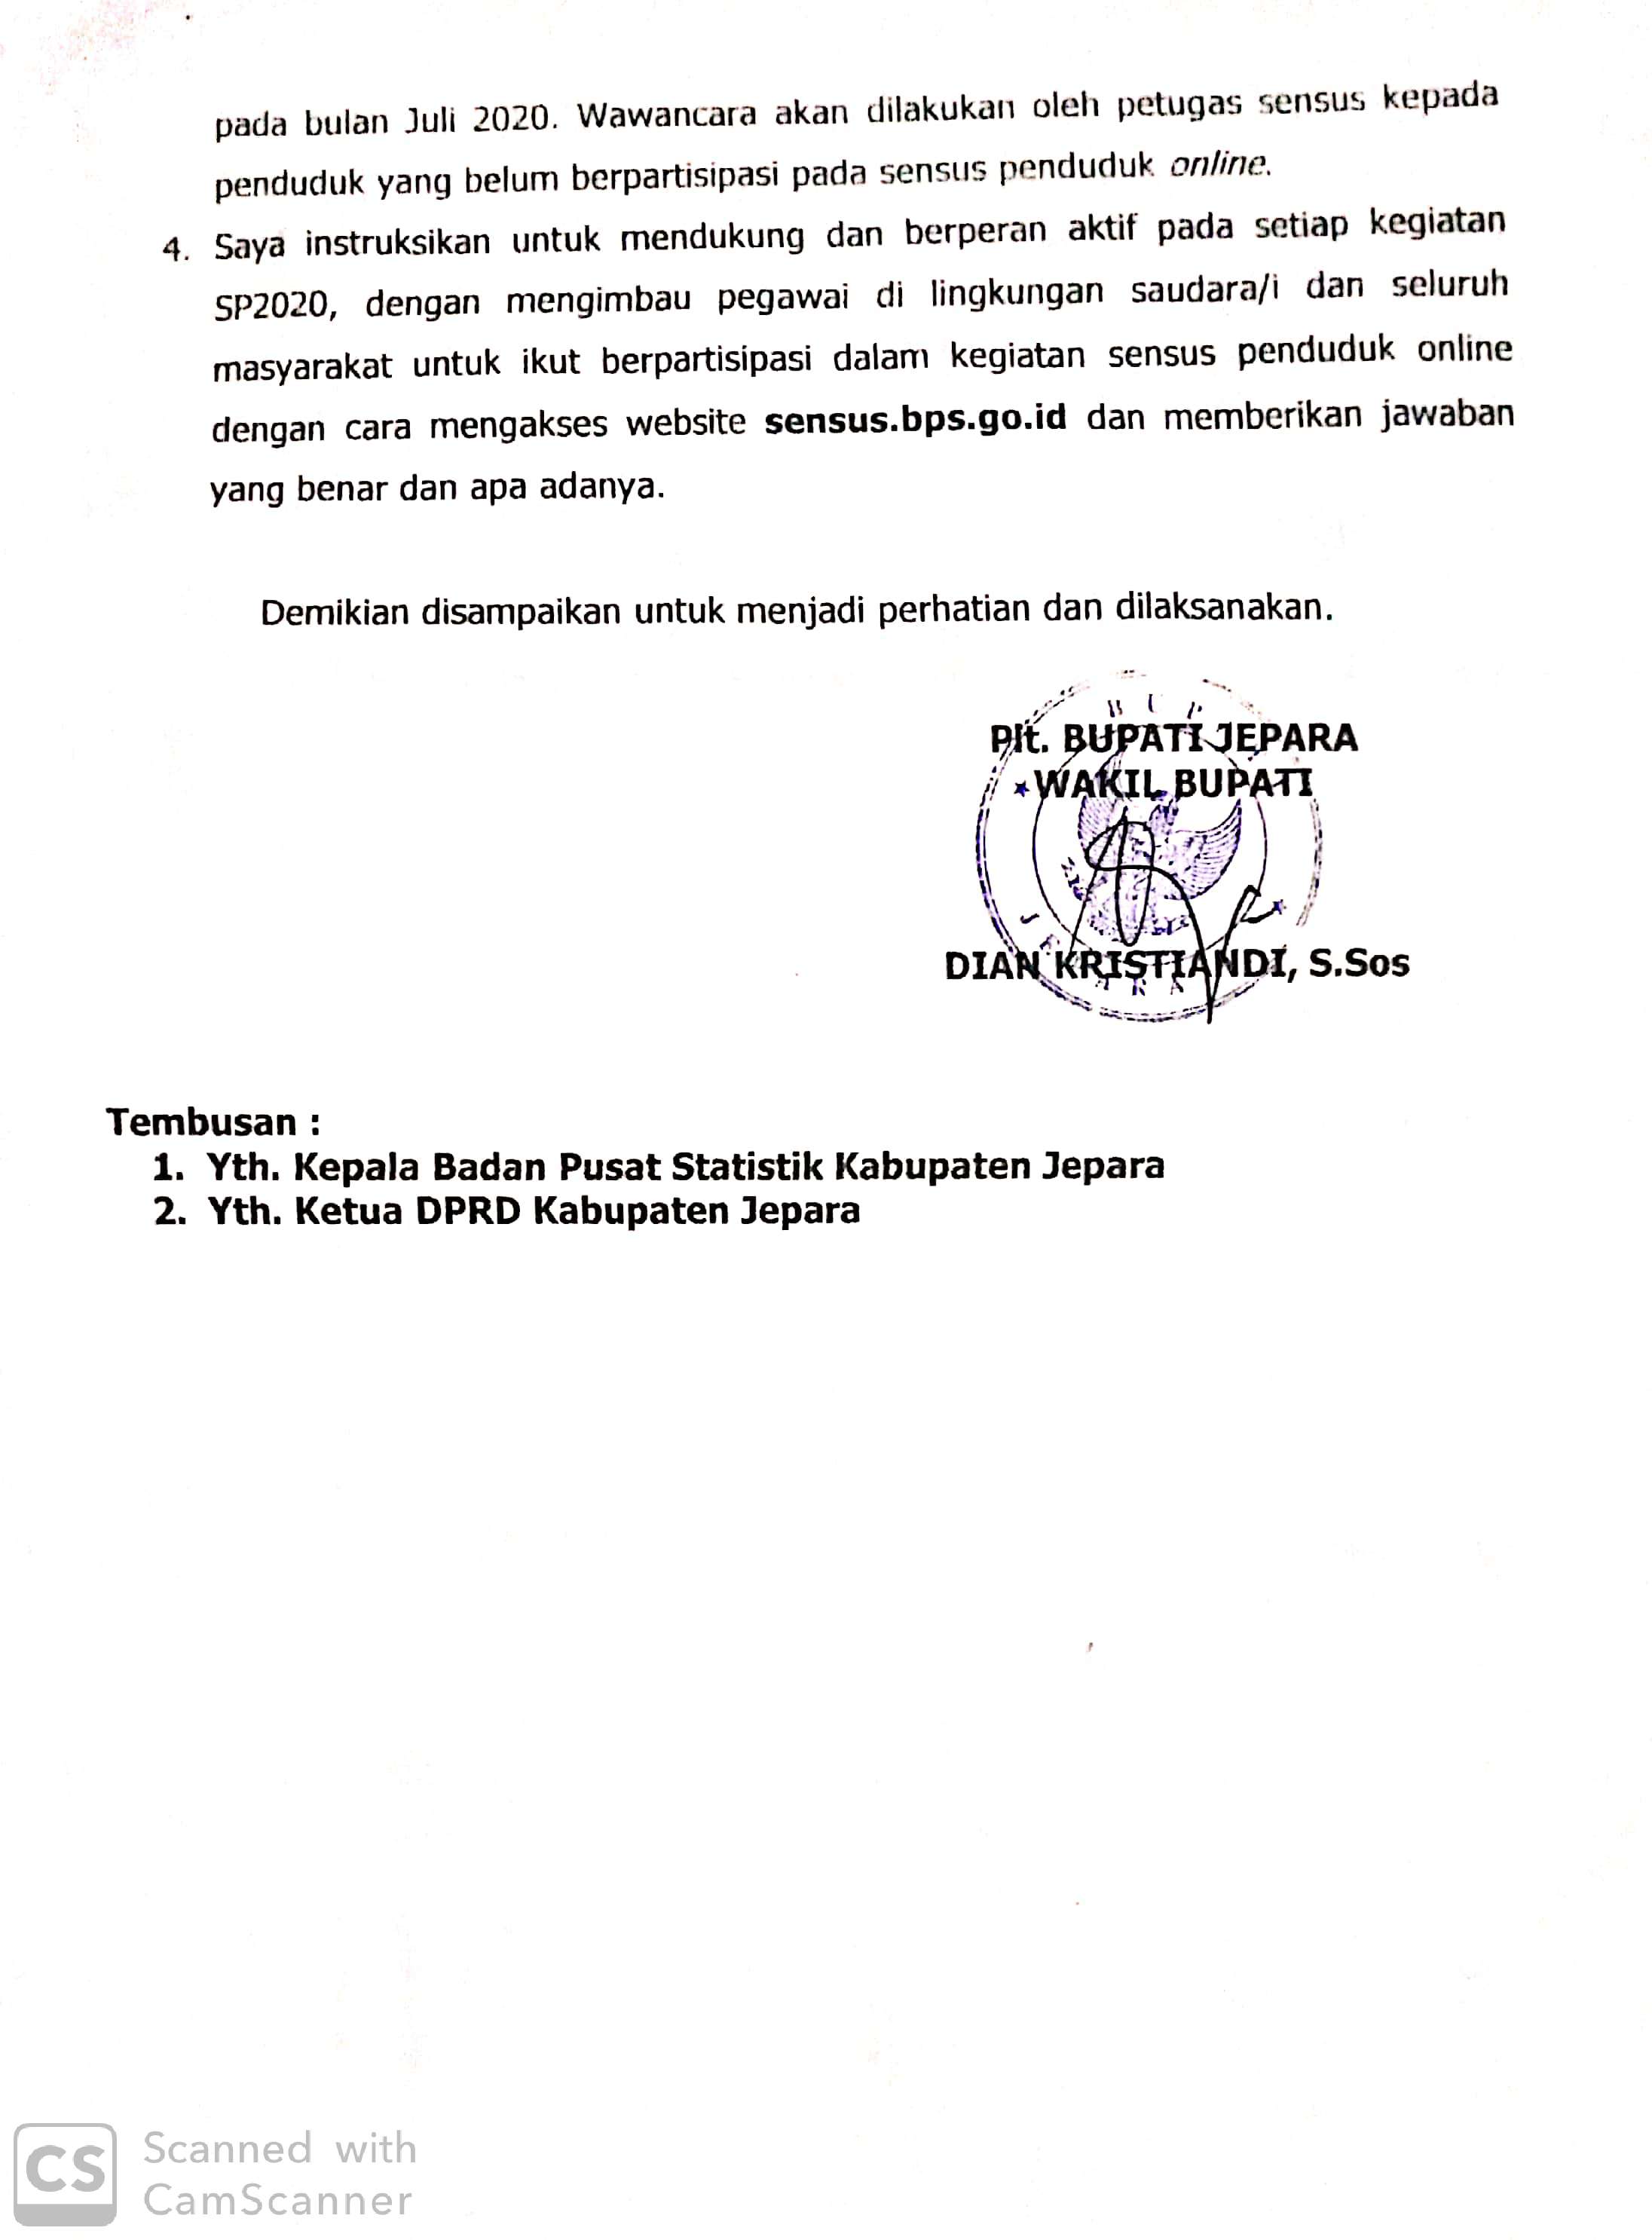 pada bulan Juli 2020. Wawancara akan dilakukan oleh petugas sensus kepada
penduduk yang belum berpartisipasi pada sensus penduduk online.
4. Saya instruksikan untuk mendukung dan berperan aktif pada setiap kegiatan
SP2020, dengan mengimbau pegawai di lingkungan saudara/i dan seluruh
masyarakat untuk ikut berpartisipasi dalam kegiatan sensus penduduk online
dengan cara mengakses website sensus.bps.go.id dan memberikan jawaban
yang benar dan apa adanya.
Demikian disampaikan untuk menjadi perhatian dan dilaksanakan.
Plt. BUPATI JEPARA
WAKIL BUPATI
DIAN KRISTIANDI, S.Sos
Tembusan :
1. Yth. Kepala Badan Pusat Statistik Kabupaten Jepara
2. Yth. Ketua DPRD Kabupaten Jepara
CS Scanned with
CamScanner